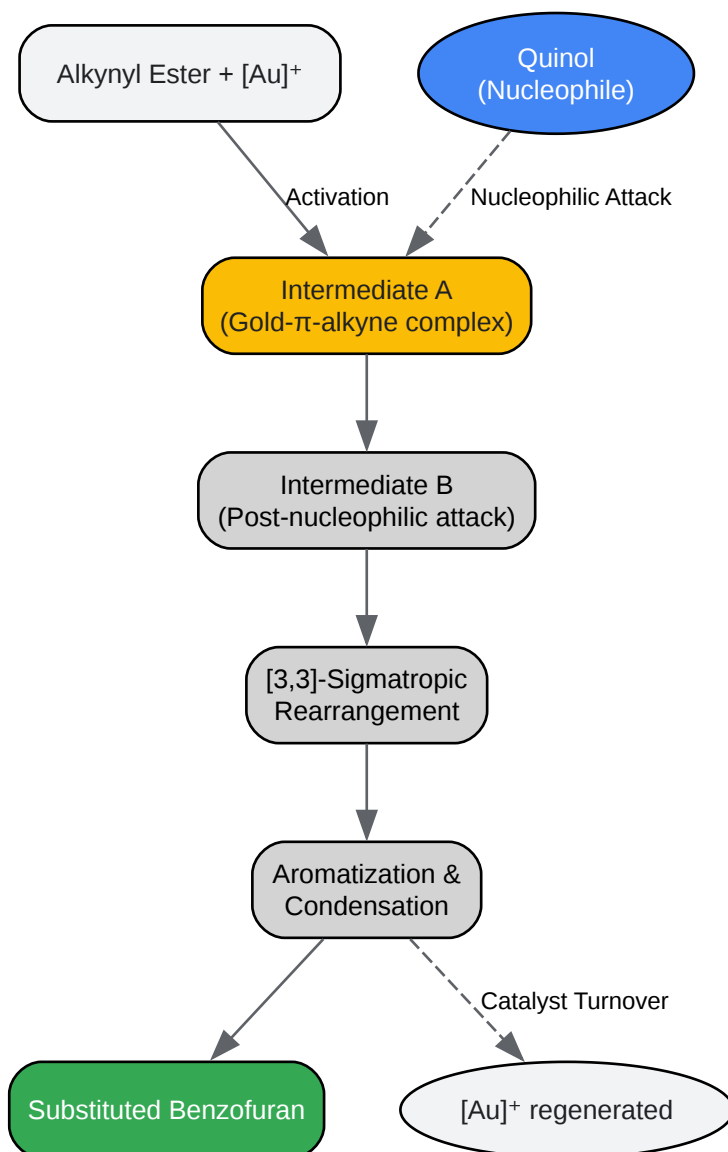 Alkynyl Ester + [Au]⁺
Quinol
(Nucleophile)
Activation
Nucleophilic Attack
Intermediate A
(Gold-π-alkyne complex)
Intermediate B
(Post-nucleophilic attack)
[3,3]-Sigmatropic
Rearrangement
Aromatization &
Condensation
Catalyst Turnover
Substituted Benzofuran
[Au]⁺ regenerated